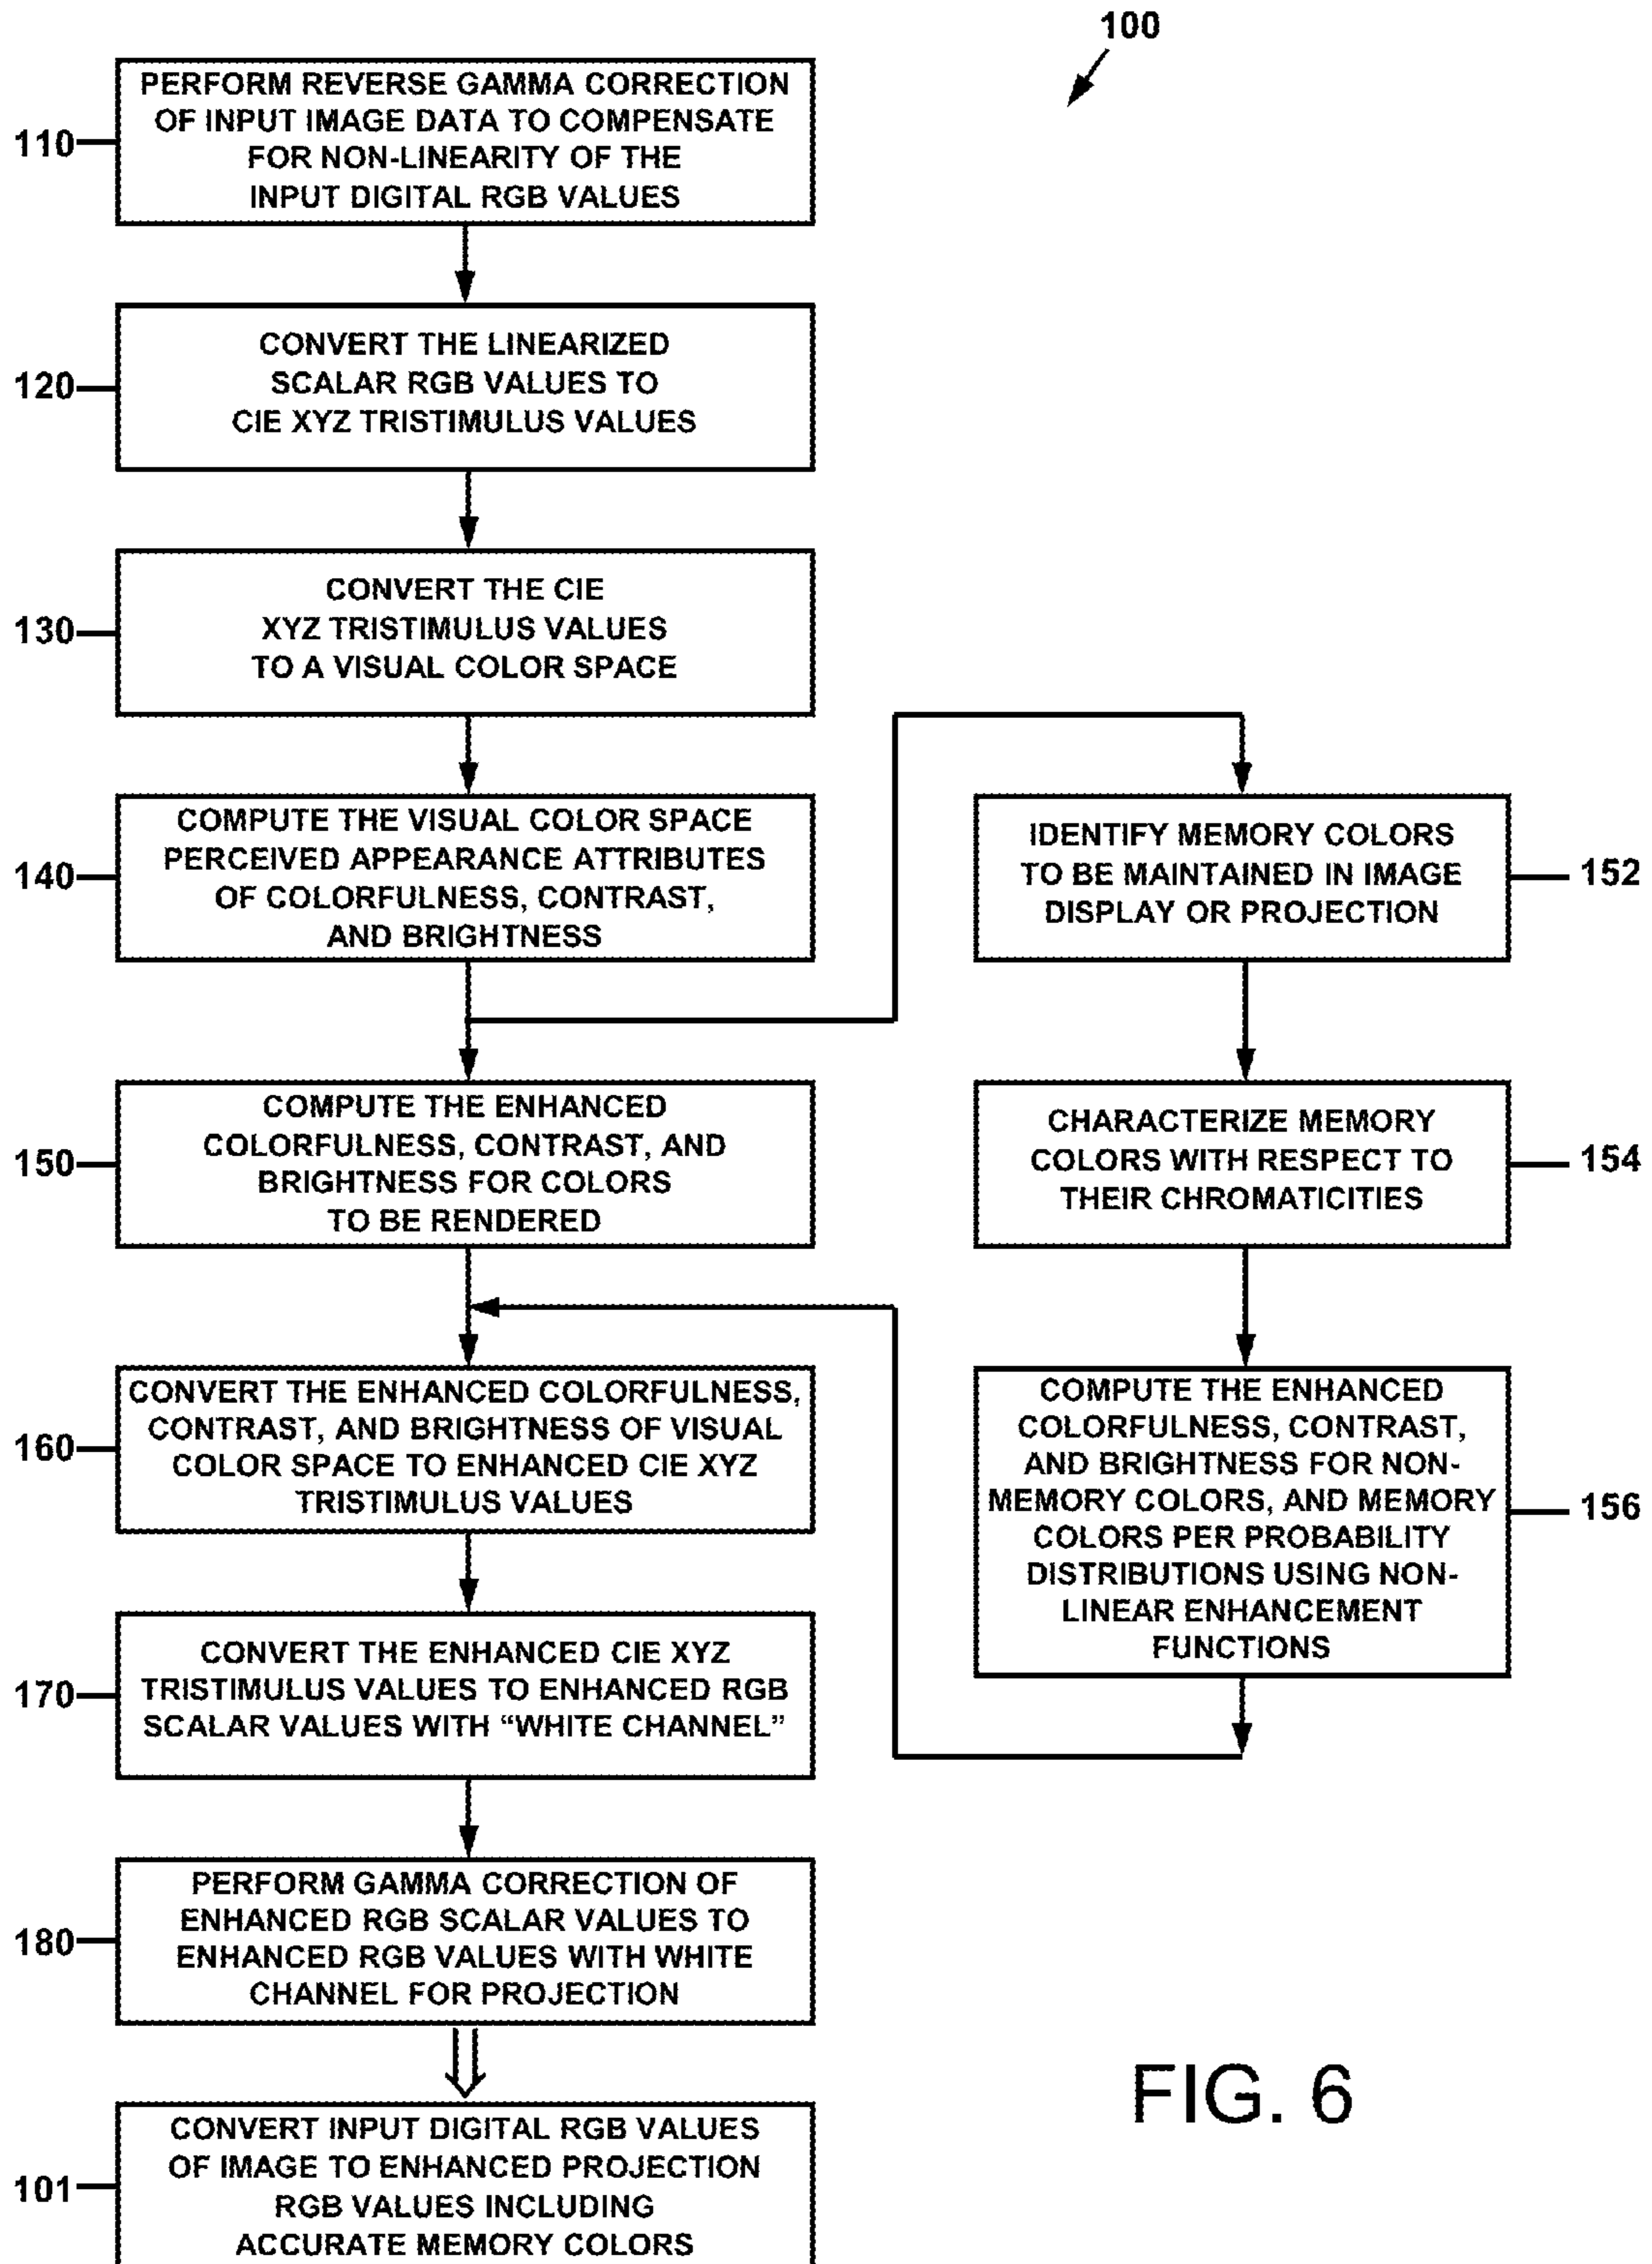 100
PERFORM REVERSE GAMMA CORRECTION
OF INPUT IMAGE DATA TO COMPENSATE
FOR NON-LINEARITY OF THE
INPUT DIGITAL RGB VALUES
110
CONVERT THE LINEARIZED
SCALAR RGB VALUES TO
CIE XYZ TRISTIMULUS VALUES
120
CONVERT THE CIE
XYZ TRISTIMULUS VALUES
TO A VISUAL COLOR SPACE
130
COMPUTE THE VISUAL COLOR SPACE
PERCEIVED APPEARANCE ATTRIBUTES
OF COLORFULNESS, CONTRAST,
AND BRIGHTNESS
140
IDENTIFY MEMORY COLORS
TO BE MAINTAINED IN IMAGE
DISPLAY OR PROJECTION
152
COMPUTE THE ENHANCED
COLORFULNESS, CONTRAST, AND
BRIGHTNESS FOR COLORS
TO BE RENDERED
150
CHARACTERIZE MEMORY
COLORS WITH RESPECT TO
THEIR CHROMATICITIES
154
CONVERT THE ENHANCED COLORFULNESS,
CONTRAST, AND BRIGHTNESS OF VISUAL
COLOR SPACE TO ENHANCED CIE XYZ
TRISTIMULUS VALUES
160
COMPUTE THE ENHANCED
COLORFULNESS, CONTRAST,
AND BRIGHTNESS FOR NON-
MEMORY COLORS, AND MEMORY
COLORS PER PROBABILITY
DISTRIBUTIONS USING NON-
LINEAR ENHANCEMENT
FUNCTIONS
156
CONVERT THE ENHANCED CIE XYZ
TRISTIMULUS VALUES TO ENHANCED RGB
SCALAR VALUES WITH “WHITE CHANNEL”
170
PERFORM GAMMA CORRECTION OF
ENHANCED RGB SCALAR VALUES TO
ENHANCED RGB VALUES WITH WHITE
CHANNEL FOR PROJECTION
180
CONVERT INPUT DIGITAL RGB VALUES
OF IMAGE TO ENHANCED PROJECTION
RGB VALUES INCLUDING
ACCURATE MEMORY COLORS
101
FIG. 6